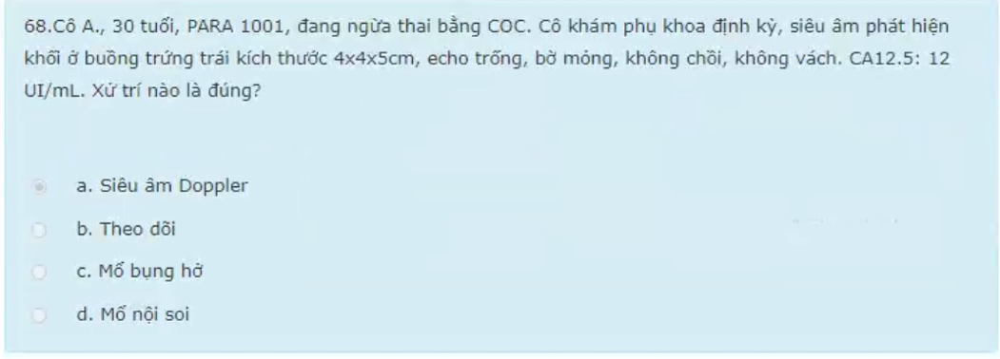 68.Cô A., 30 tuổi, PARA 1001, đang ngừa thai bằng COC. Cô khám phụ khoa định kỳ, siêu âm phát hiện
khối ở buồng trứng trái kích thước 4x4x5cm, echo trống, bờ mỏng, không chồi, không vách. CA12.5: 12
UI/mL. Xử trí nào là đúng?
a. Siêu âm Doppler
b. Theo dõi
c. Mổ bụng hở
d. Mổ nội soi